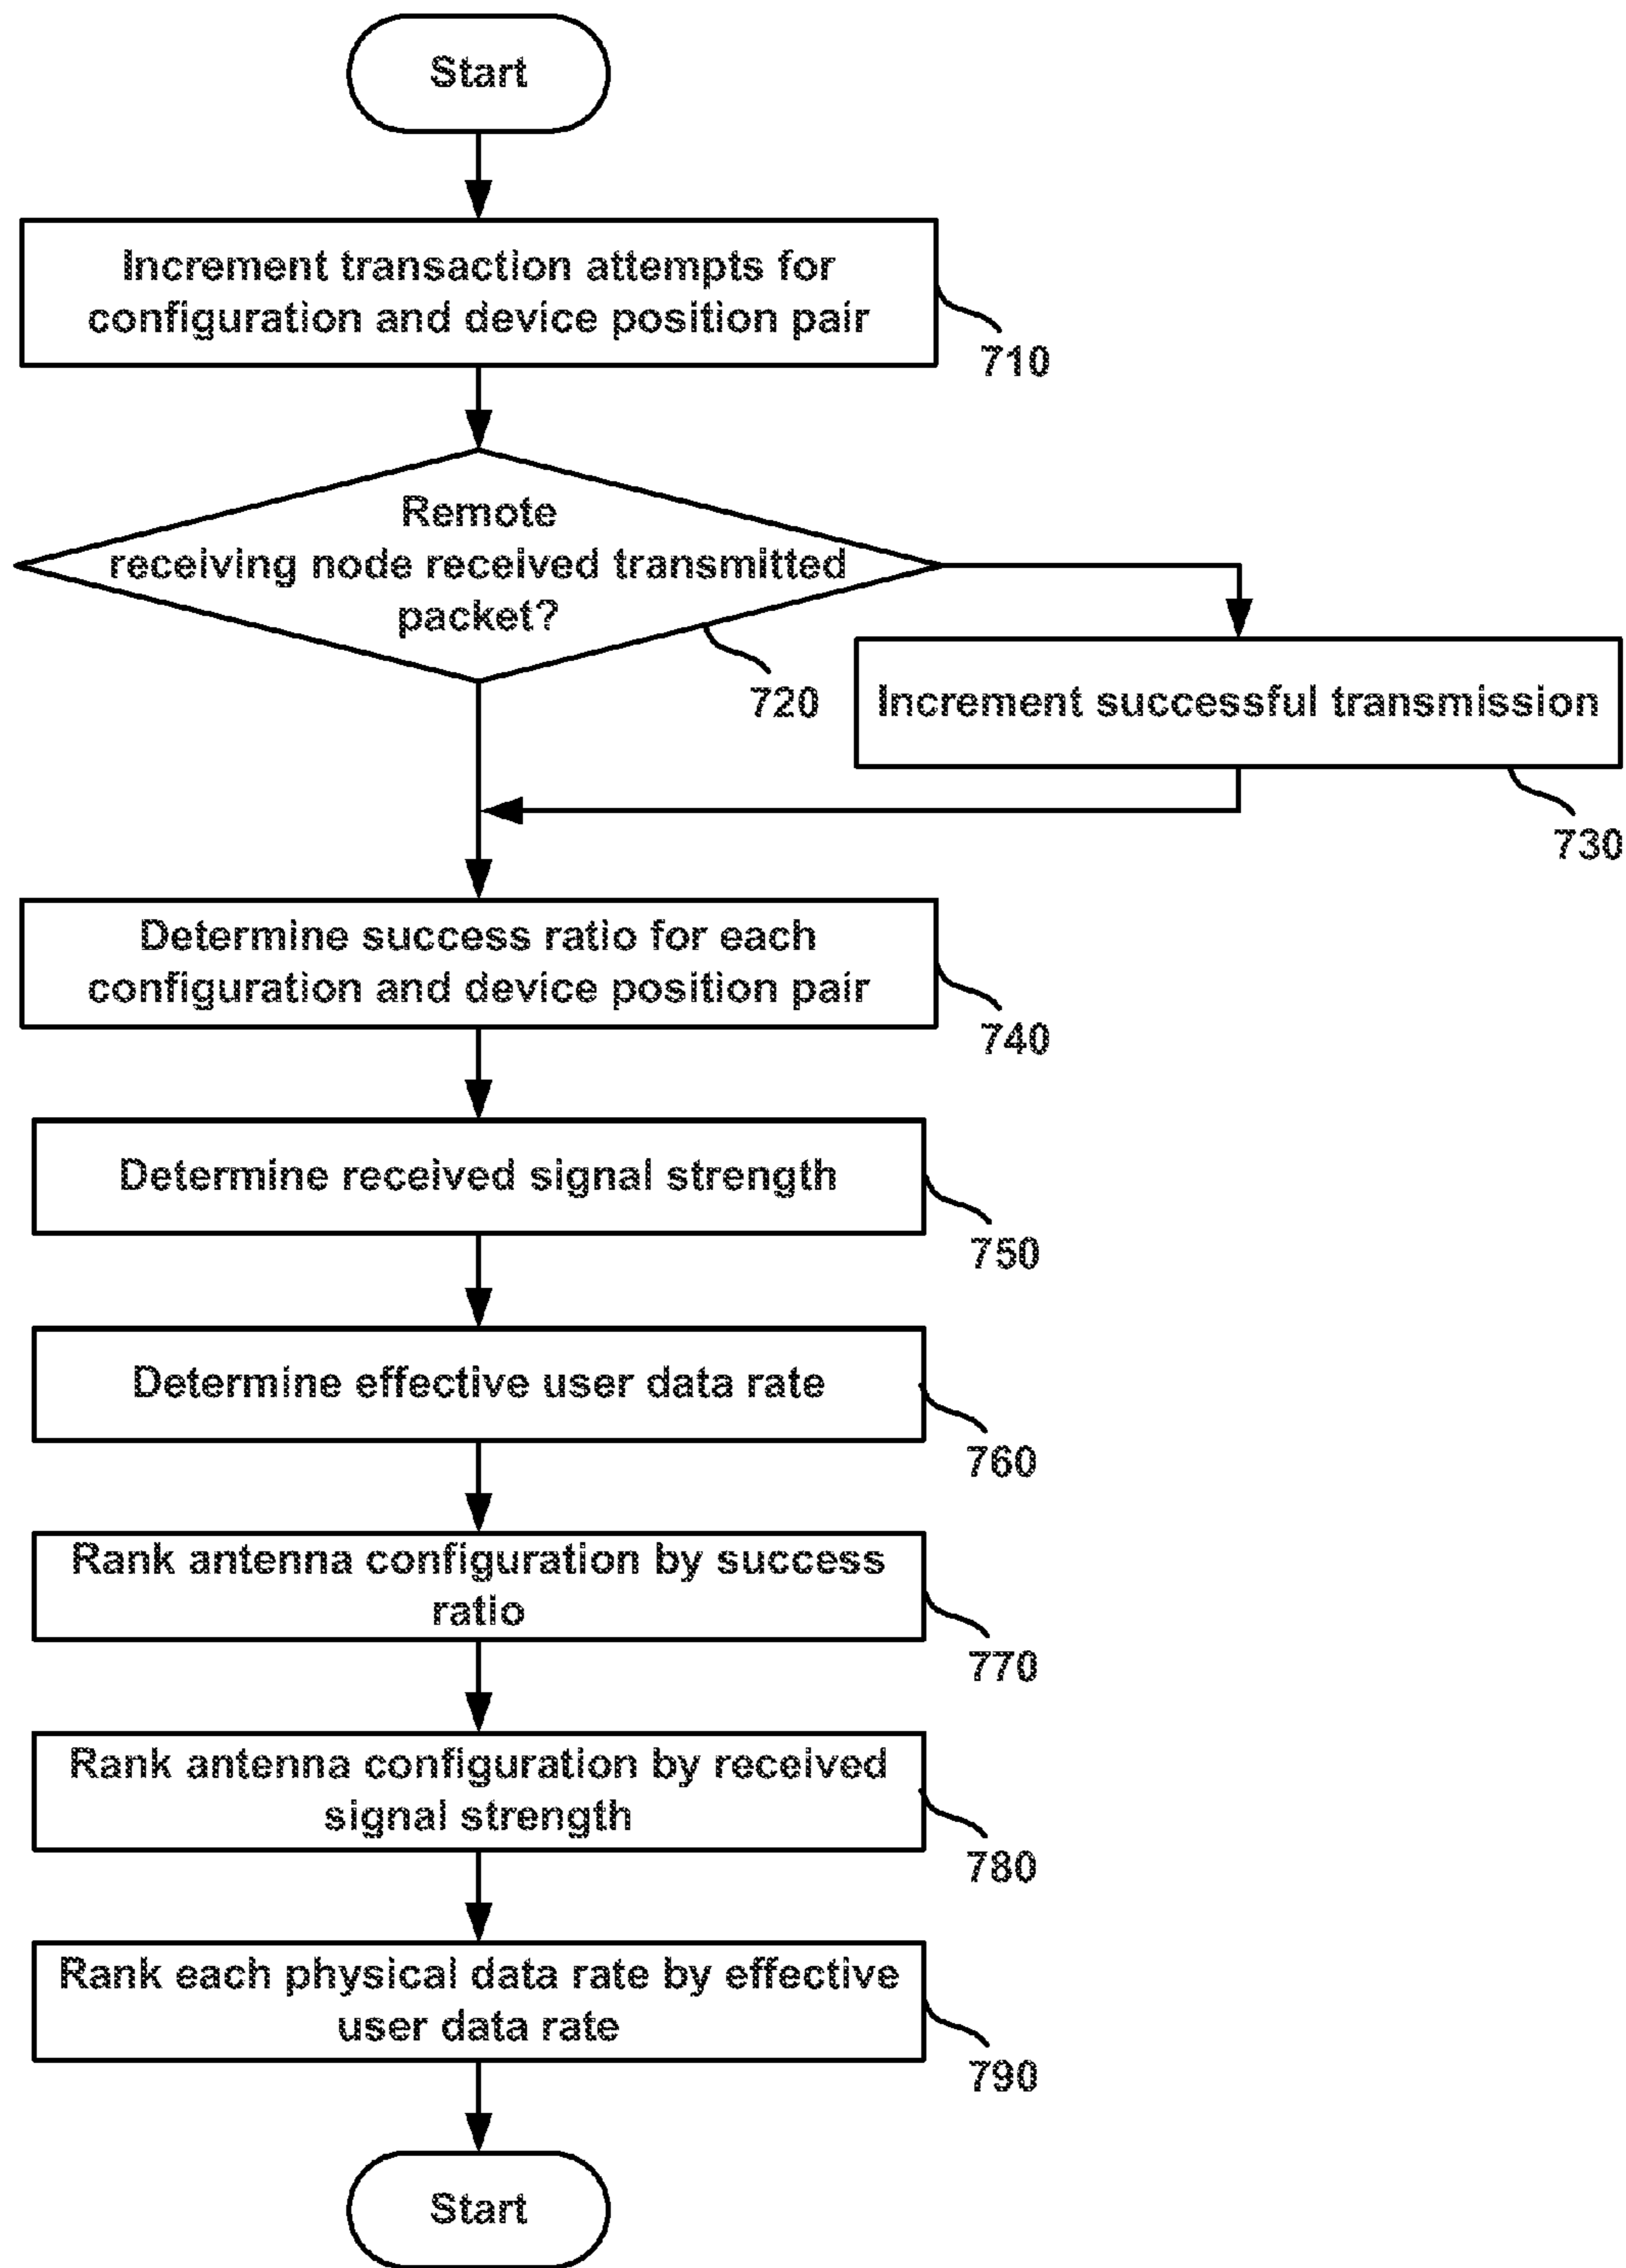 Start
Increment transaction attempts for
configuration and device position pair
710
Remote
receiving node received transmitted
packet?
720
Increment successful transmission
730
Determine success ratio for each
configuration and device position pair
740
Determine received signal strength
750
Determine effective user data rate
760
Rank antenna configuration by success
ratio
770
Rank antenna configuration by received
signal strength
780
Rank each physical data rate by effective
user data rate
790
Start